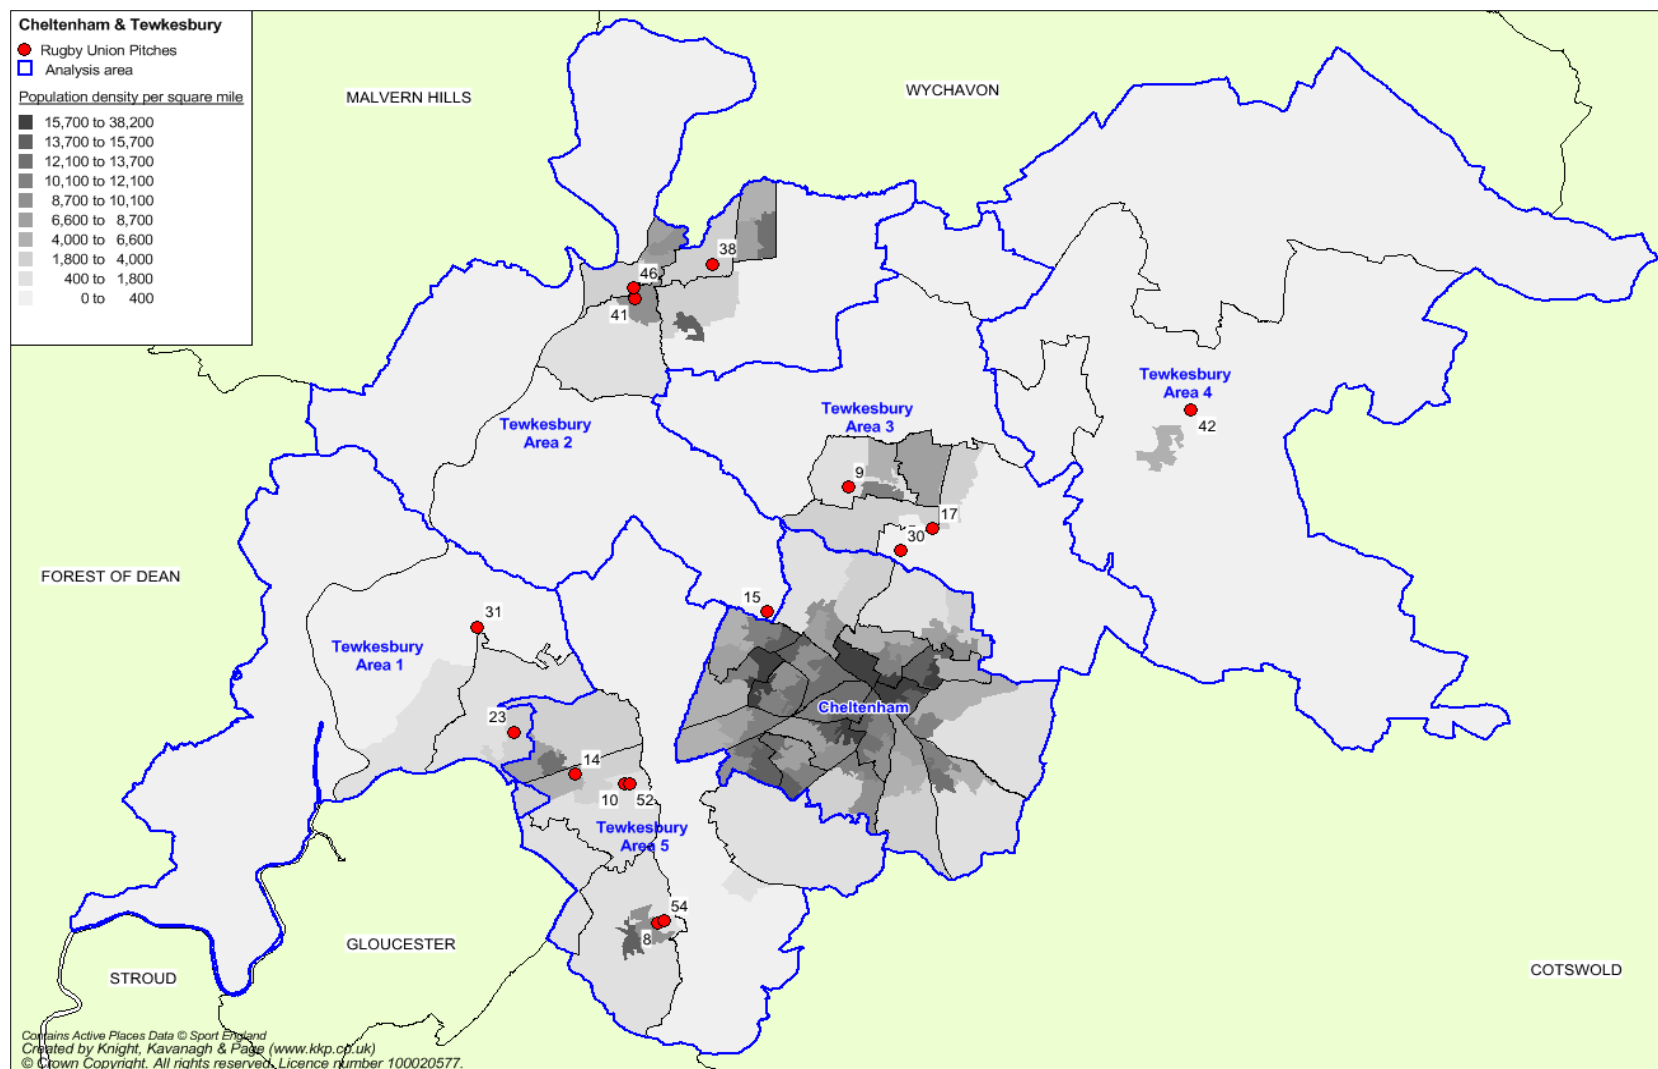 Cheltenham & Tewkesbury
Rugby Union Pitches
Analysis area
Population density per square mile
15,700 to 38,200
13,700 to 15,700
12,100 to 13,700
10,100 to 12,100
8,700 to 10,100
6,600 to 8,700
4,000 to 6,600
1,800 to 4,000
400 to 1,800
0 to 400
MALVERN HILLS
WYCHAVON
38
46
41
Tewkesbury
Area 4
42
Tewkesbury
Area 3
Tewkesbury
Area 2
9
17
30
FOREST OF DEAN
15
31
Tewkesbury
Area 1
Cheltenham
23
14
10
52
Tewkesbury
Area 5
54
8
GLOUCESTER
STROUD
COTSWOLD
Contains Active Places Data © Sport England
Created by Knight, Kavanagh & Page (www.kkp.co.uk)
© Crown Copyright. All rights reserved. Licence number 100020577.